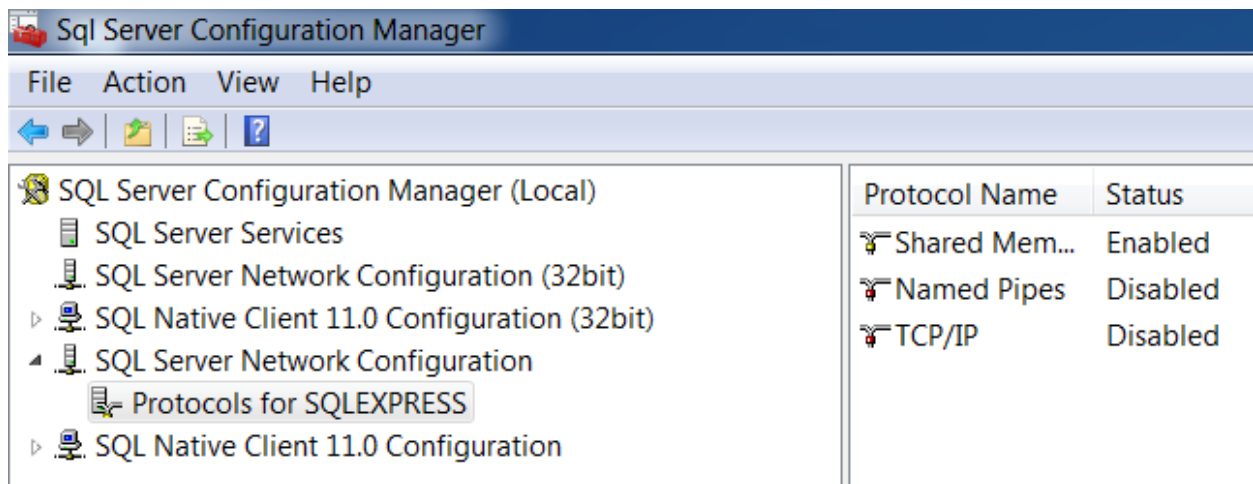 Sql Server Configuration Manager
File Action View Help
SQL Server Configuration Manager (Local)
SQL Server Services
SQL Server Network Configuration (32bit)
SQL Native Client 11.0 Configuration (32bit)
SQL Server Network Configuration
Protocols for SQLEXPRESS
SQL Native Client 11.0 Configuration
Protocol Name Status
Shared Mem... Enabled
Named Pipes Disabled
TCP/IP Disabled